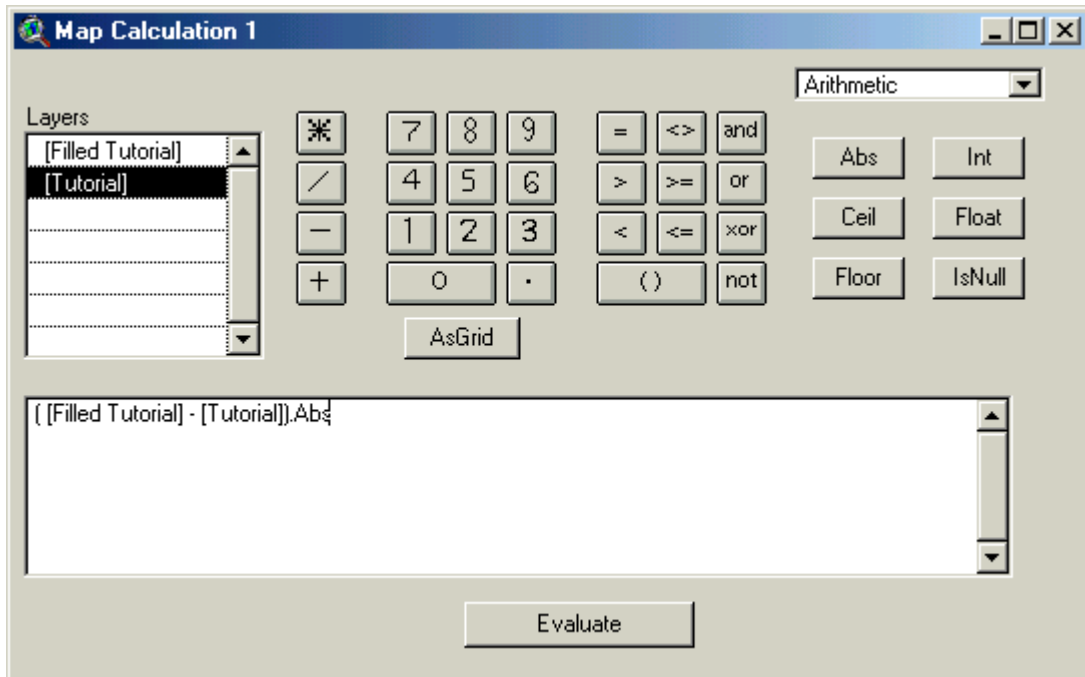 Map Calculation 1
Arithmetic
Layers
[Filled Tutorial]
[Tutorial]
* 7 8 9 = <> and
/ 4 5 6 > >= or
- 1 2 3 < <= xor
+ 0 . ( ) not
Abs Int
Ceil Float
Floor IsNull
AsGrid
( [Filled Tutorial] - [Tutorial]).Abs
Evaluate